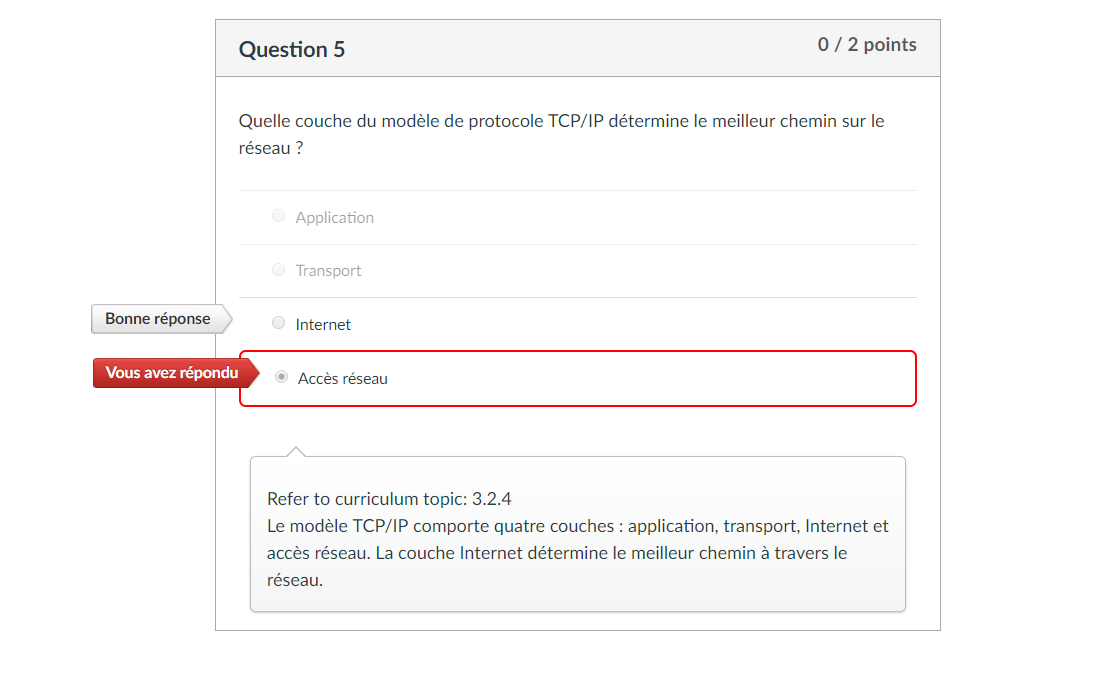 Question 5
0 / 2 points
Quelle couche du modèle de protocole TCP/IP détermine le meilleur chemin sur le
réseau ?
Application
Transport
Bonne réponse
Internet
Vous avez répondu
Accès réseau
Refer to curriculum topic: 3.2.4
Le modèle TCP/IP comporte quatre couches : application, transport, Internet et
accès réseau. La couche Internet détermine le meilleur chemin à travers le
réseau.